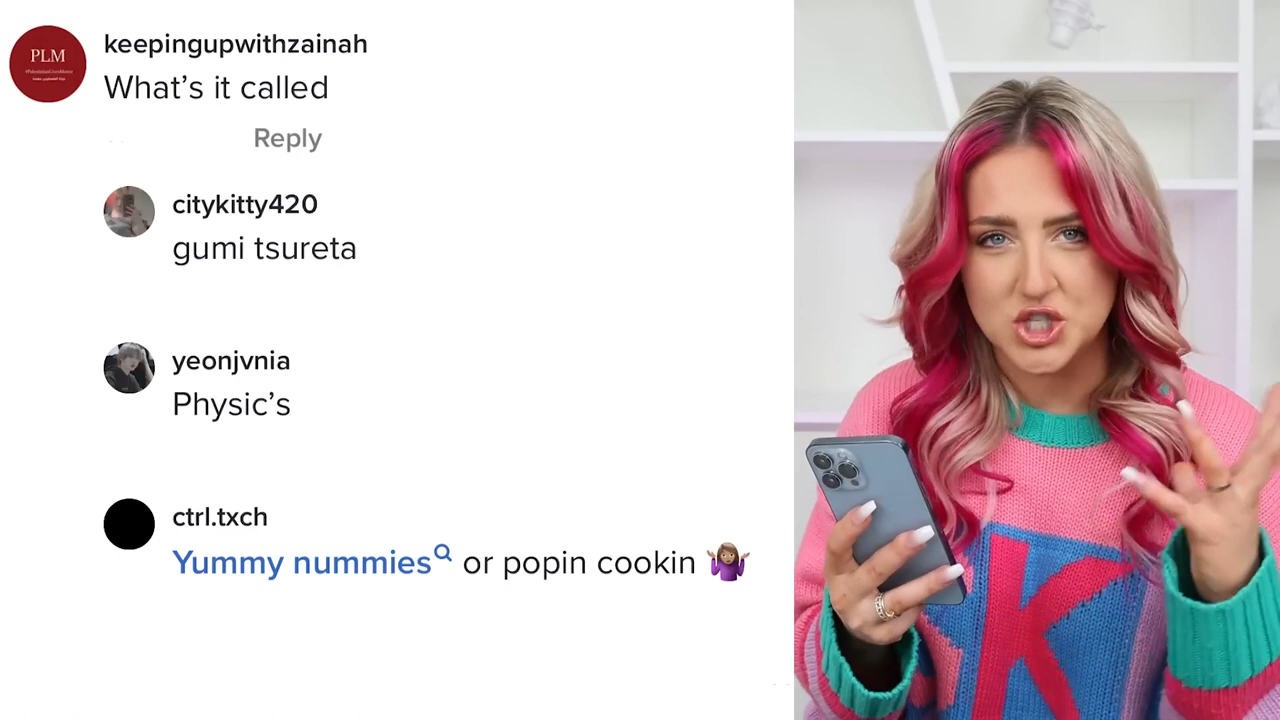 PLM
keepingupwithzainah
What's it called
Reply
citykitty420
gumi tsureta
yeonjvnia
Physic's
ctrl.txch
Yummy nummies or popin cookin 🤷🏽‍♀️
K